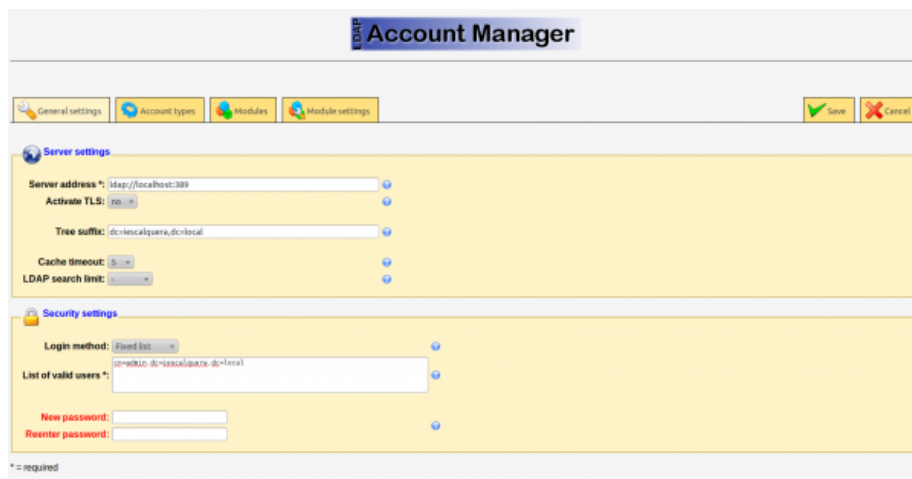 LDAP Account Manager
General settings Account types Modules Module settings Save Cancel
Server settings
Server address *: ldap://localhost:389
Activate TLS: no
Tree suffix: dc=iescalquera,dc=local
Cache timeout: 5
LDAP search limit: -
Security settings
Login method: Fixed list
List of valid users *: cn=admin,dc=iescalquera,dc=local
New password:
Reenter password:
* = required